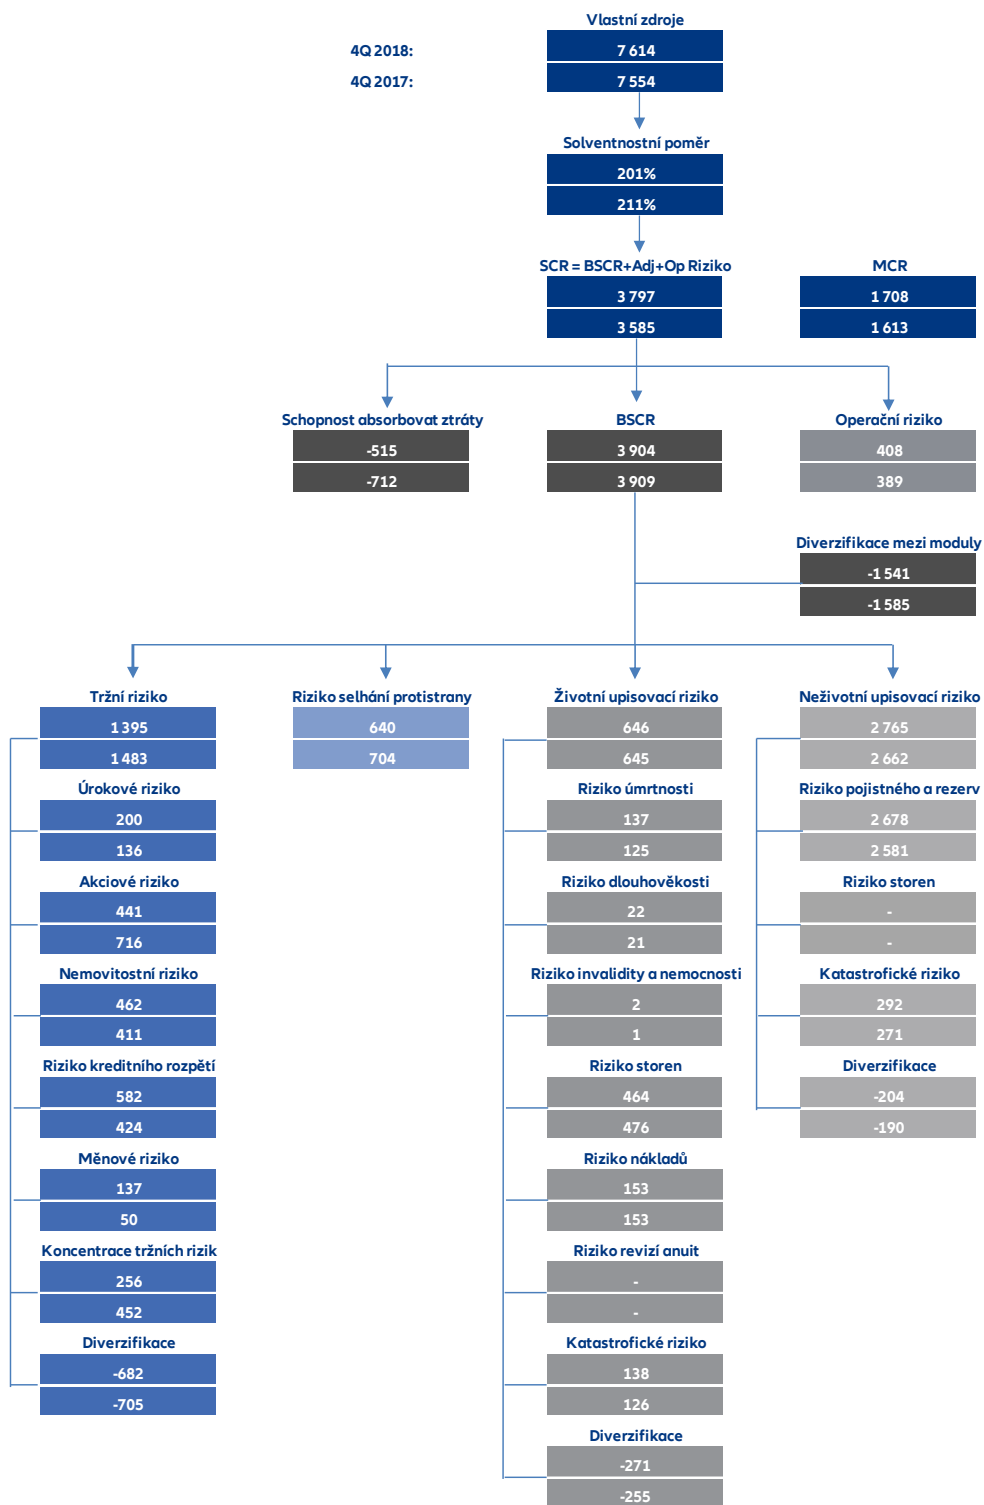 Vlastní zdroje
4Q 2018: 7 614
4Q 2017: 7 554
Solventnostní poměr
201%
211%
SCR = BSCR+Adj+Op Riziko MCR
3 797 1 708
3 585 1 613
Schopnost absorbovat ztráty BSCR Operační riziko
-515 3 904 408
-712 3 909 389
Diverzifikace mezi moduly
-1 541
-1 585
Tržní riziko Riziko selhání protistrany Životní upisovací riziko Neživotní upisovací riziko
1 395 640 646 2 765
1 483 704 645 2 662
Úrokové riziko Riziko úmrtnosti Riziko pojistného a rezerv
200 137 2 678
136 125 2 581
Akciové riziko Riziko dlouhověkosti Riziko storen
441 22 -
716 21 -
Nemovitostní riziko Riziko invalidity a nemocnosti Katastrofické riziko
462 2 292
411 1 271
Riziko kreditního rozpětí Riziko storen Diverzifikace
582 464 -204
424 476 -190
Měnové riziko Riziko nákladů
137 153
50 153
Koncentrace tržních rizik Riziko revizí anuit
256 -
452 -
Diverzifikace Katastrofické riziko
-682 138
-705 126
Diverzifikace
-271
-255